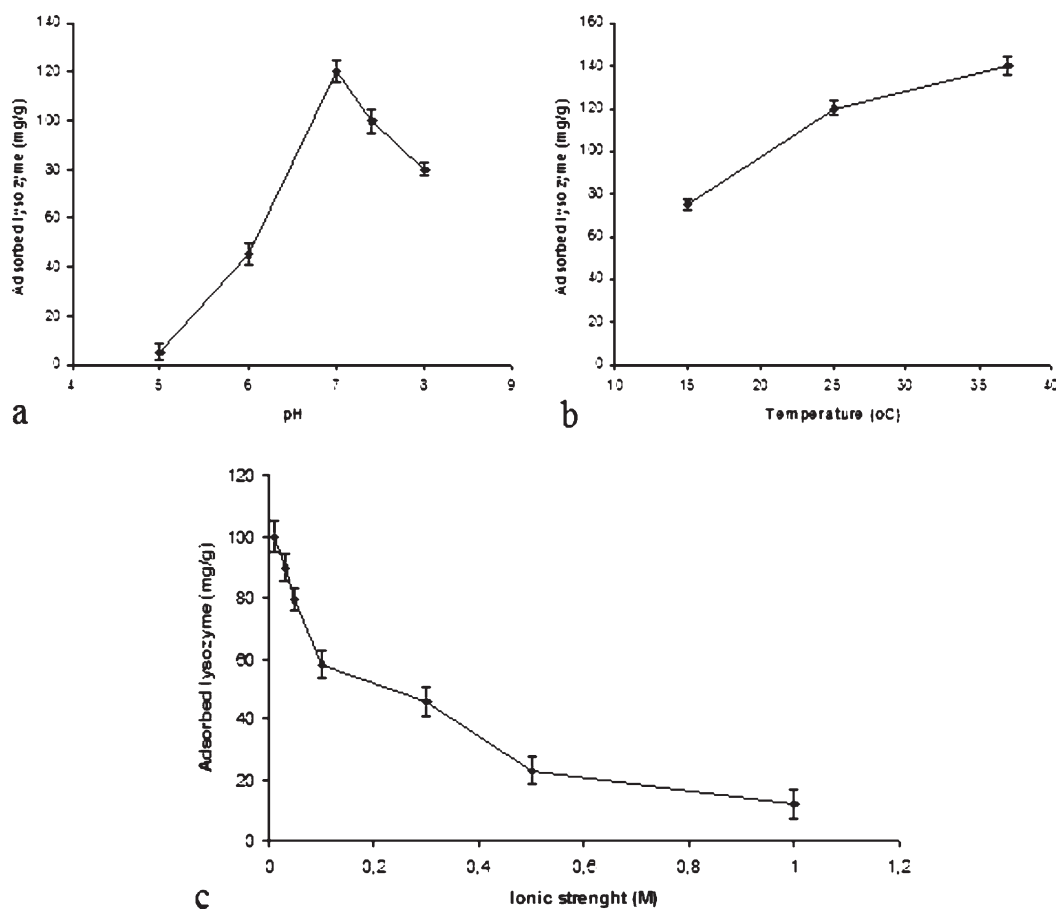 140
120
100
80
60
40
20
0
4 5 6 7 8 9
Adsorbed lysozyme (mg/g)
pH
a
160
140
120
100
80
60
40
20
0
10 15 20 25 30 35 40
Adsorbed lysozyme (mg/g)
Temperature (oC)
b
120
100
80
60
40
20
0
0 0,2 0,4 0,6 0,8 1 1,2
Adsorbed lysozyme (mg/g)
Ionic strenght (M)
c